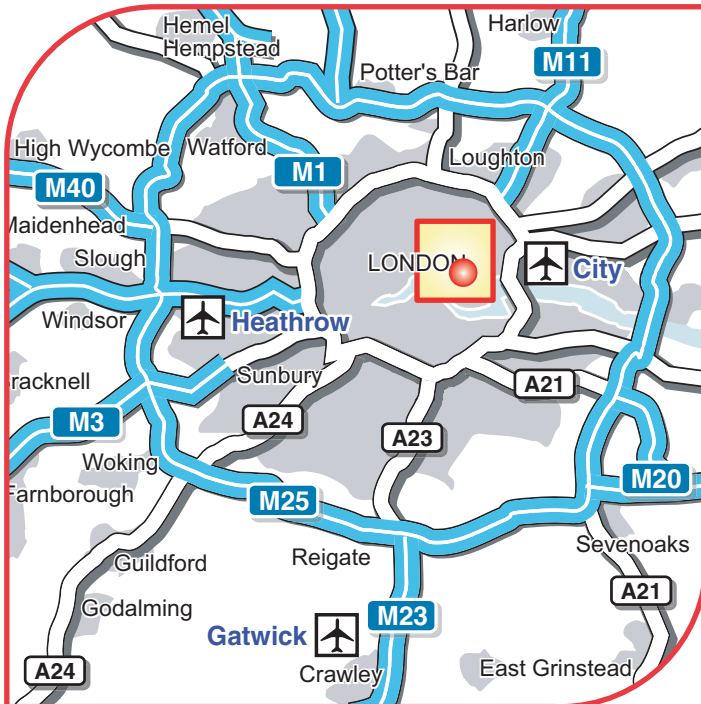 Hemel
Hempstead
Harlow
M11
Potter's Bar
High Wycombe
Watford
M1
Loughton
M40
Maidenhead
Slough
LONDON
City
Windsor
Heathrow
Sunbury
A21
Bracknell
M3
A24
A23
Woking
M20
Farnborough
M25
Reigate
Sevenoaks
Guildford
A21
Godalming
M23
Gatwick
A24
Crawley
East Grinstead